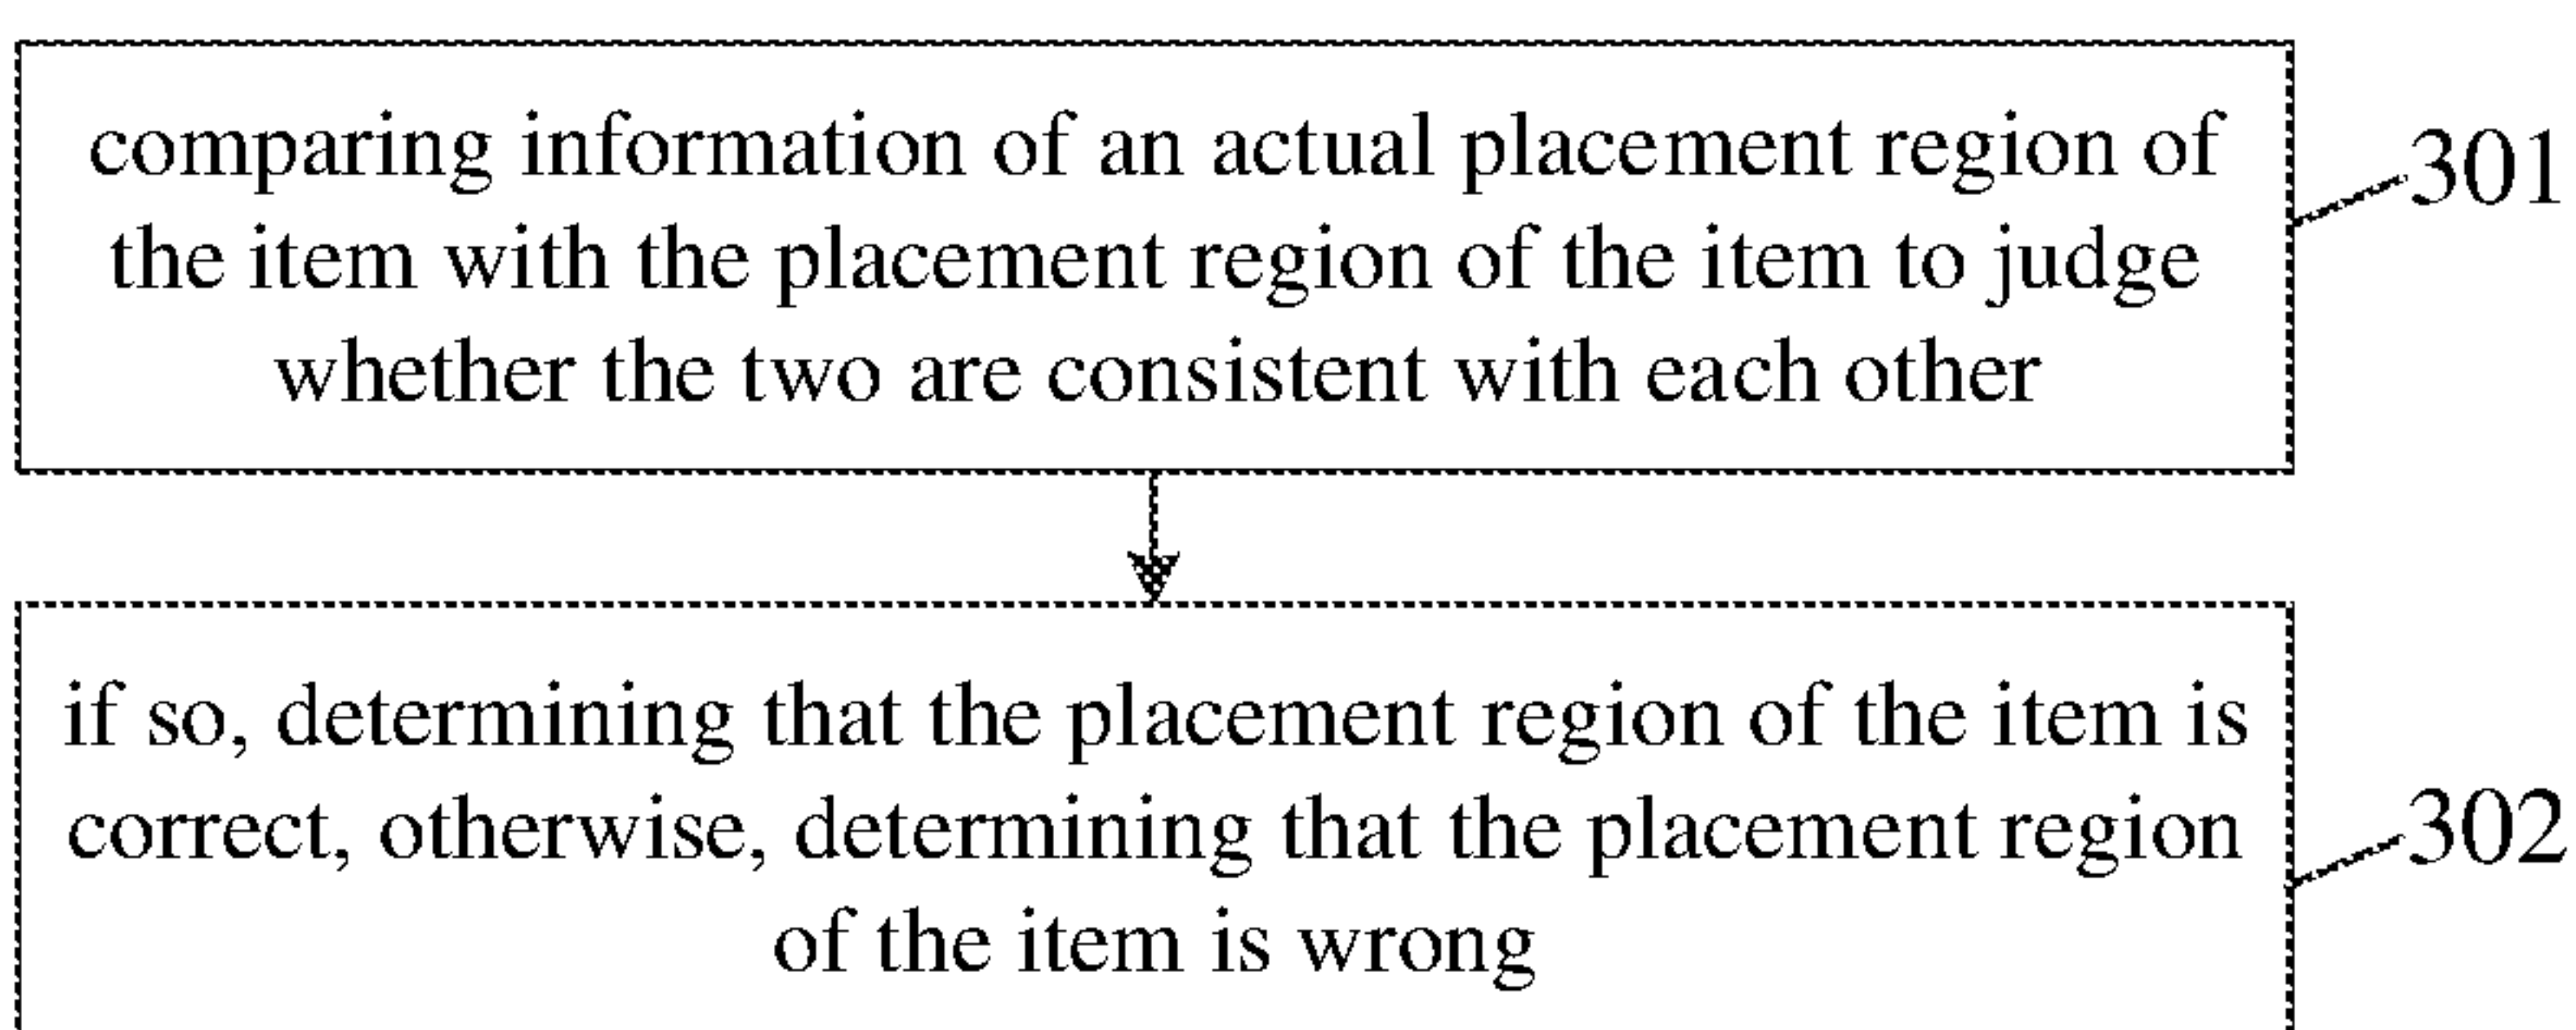 comparing information of an actual placement region of
the item with the placement region of the item to judge
whether the two are consistent with each other
301
if so, determining that the placement region of the item is
correct, otherwise, determining that the placement region
of the item is wrong
302